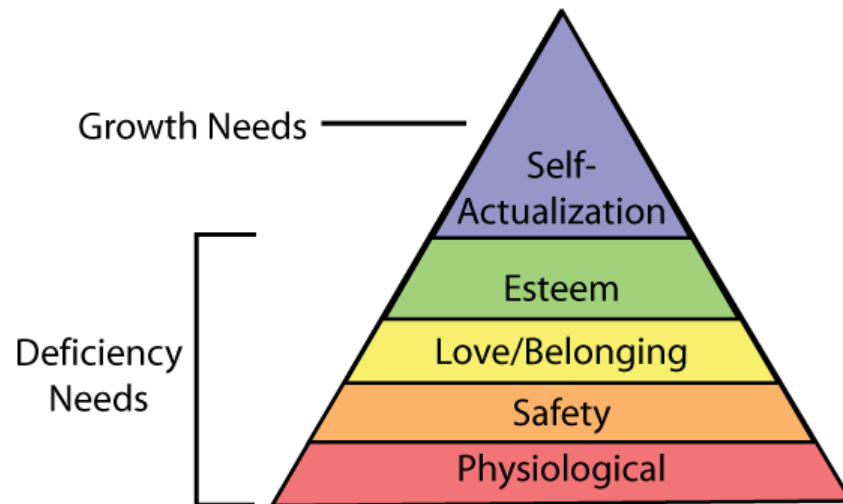 Growth Needs
Self-
Actualization
Esteem
Deficiency
Needs
Love/Belonging
Safety
Physiological